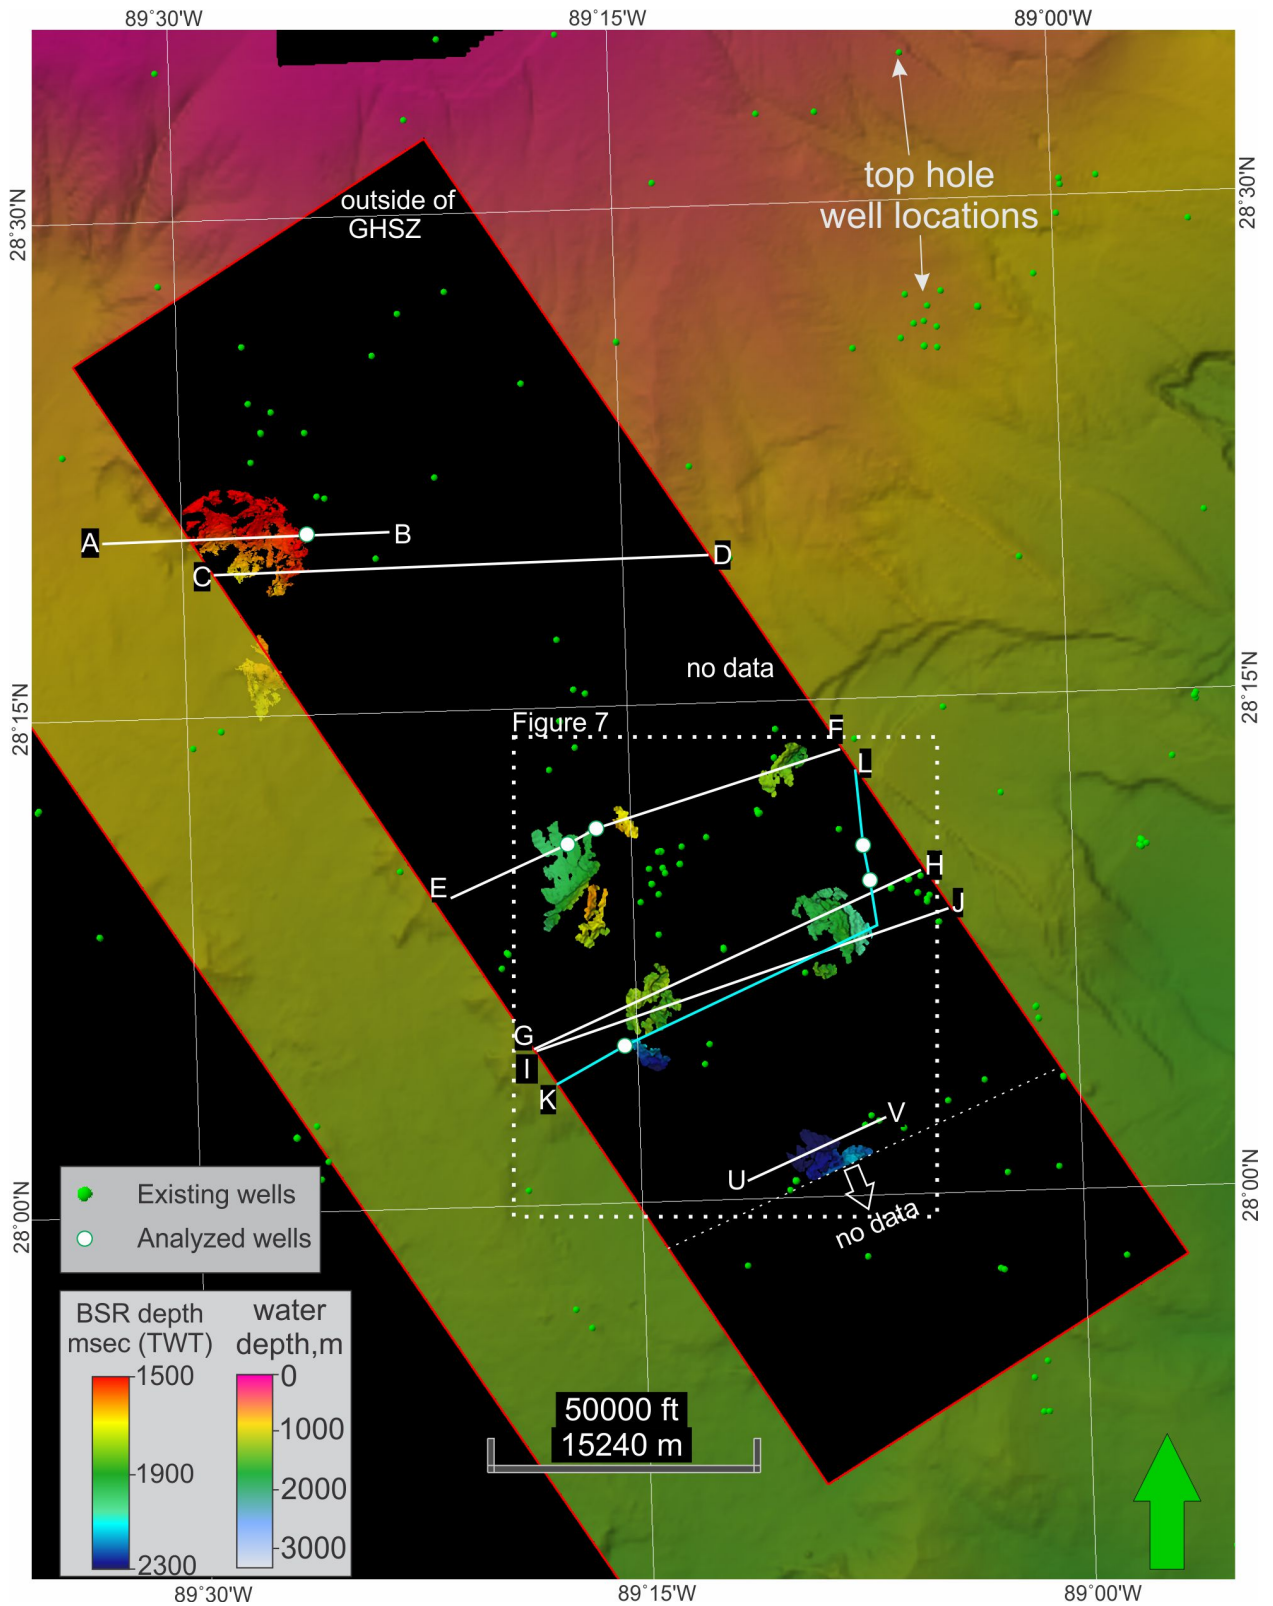 89°30'W 89°15'W 89°00'W
28°30'N
28°30'N
outside of
GHSZ
top hole
well locations
A
B
C
D
no data
28°15'N
28°15'N
Figure 7
F
L
E
H
J
G
I
K
V
U
no data
28°00'N
28°00'N
Existing wells
Analyzed wells
BSR depth
msec (TWT)
1500
1900
2300
water
depth,m
0
1000
2000
3000
50000 ft
15240 m
89°30'W 89°15'W 89°00'W